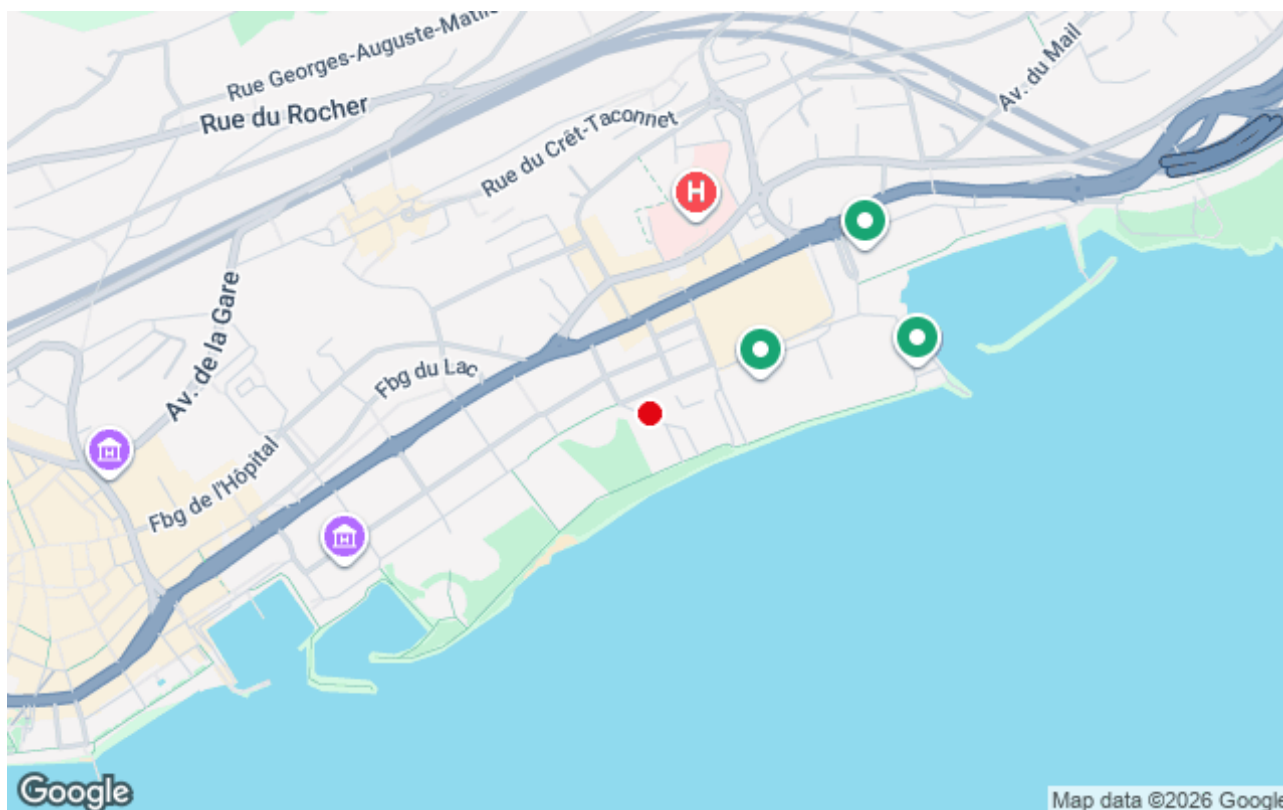 Rue Georges-Auguste-Matile
Rue du Rocher
Rue du Crêt-Taconnet
Av. du Mail
H
Av. de la Gare
Fbg du Lac
H
Fbg de l'Hôpital
H
Google
Map data ©2026 Google